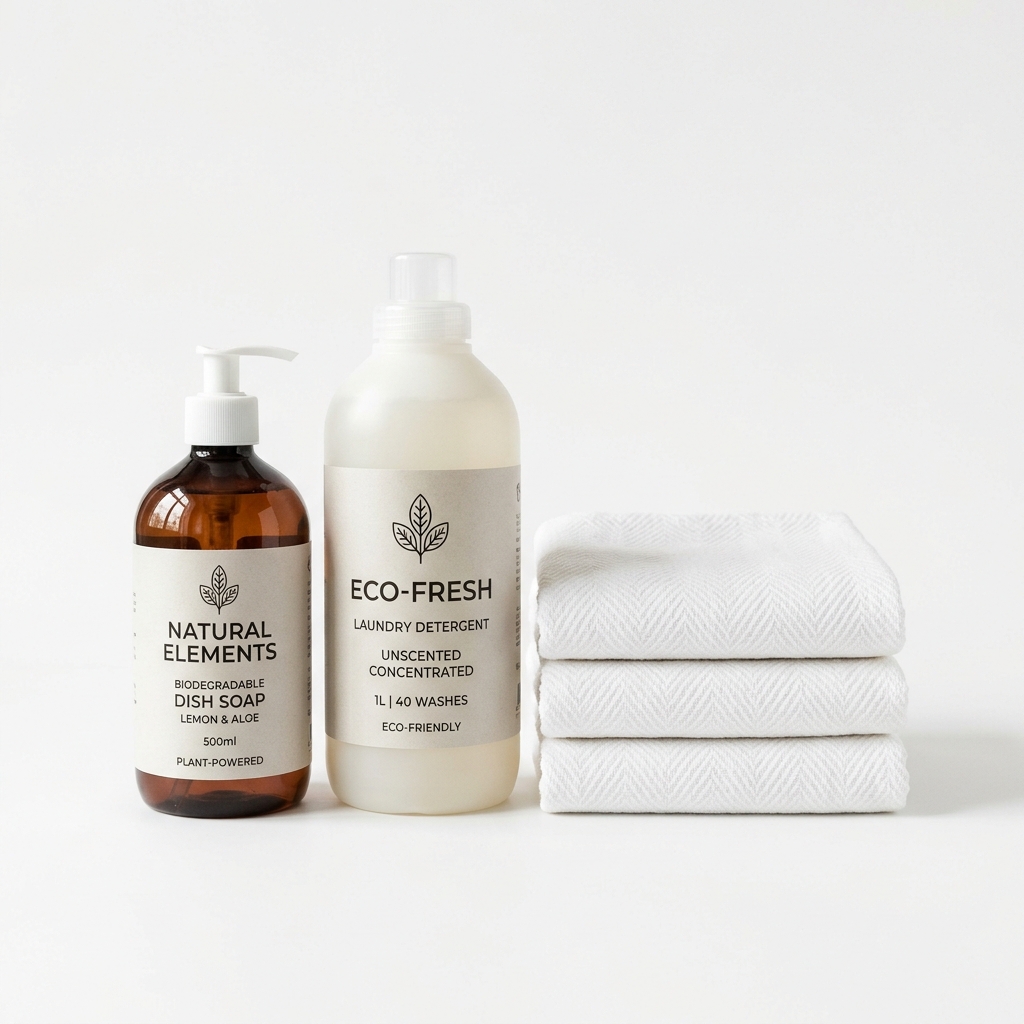 NATURAL
ELEMENTS
BIODEGRADABLE
DISH SOAP
LEMON & ALOE
500ml
PLANT-POWERED
ECO-FRESH
LAUNDRY DETERGENT
UNSCENTED
CONCENTRATED
1L | 40 WASHES
ECO-FRIENDLY